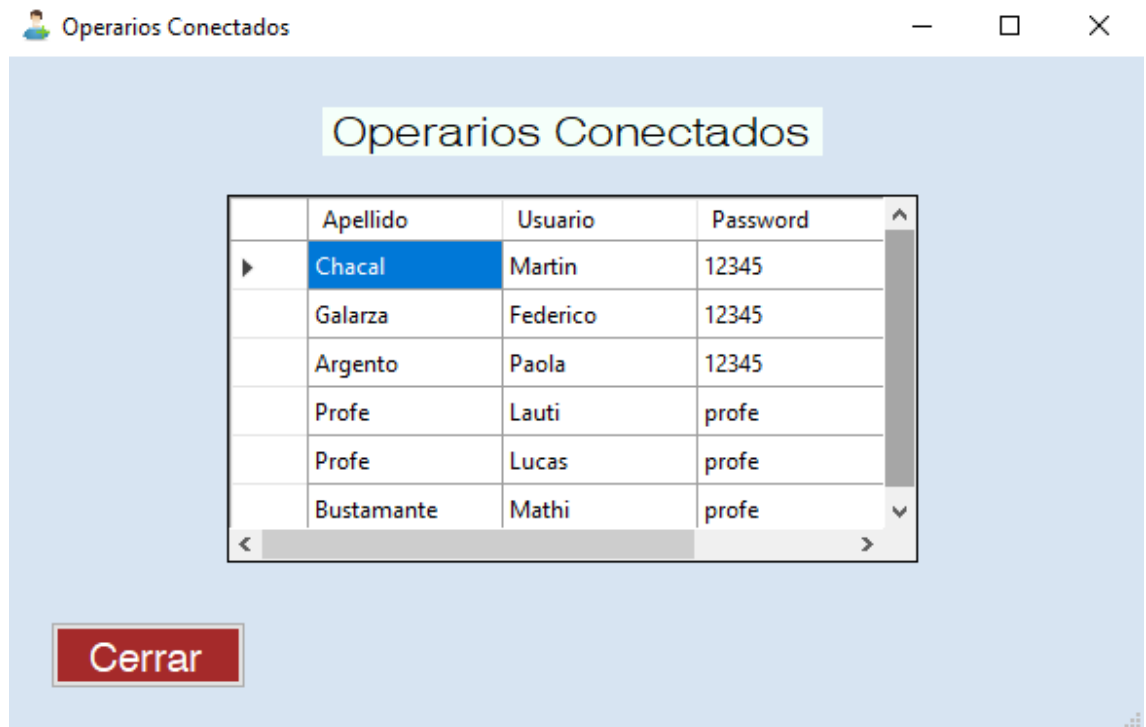 Operarios Conectados
Operarios Conectados
Apellido Usuario Password
Chacal Martin 12345
Galarza Federico 12345
Argento Paola 12345
Profe Lauti profe
Profe Lucas profe
Bustamante Mathi profe
Cerrar